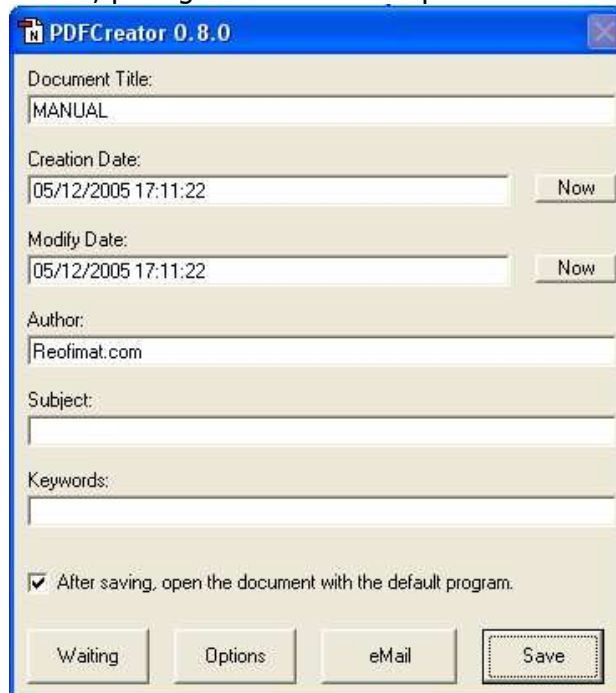 PDFCreator 0.8.0
Document Title:
MANUAL
Creation Date:
05/12/2005 17:11:22
Now
Modify Date:
05/12/2005 17:11:22
Now
Author:
Reofimat.com
Subject:
Keywords:
After saving, open the document with the default program.
Waiting Options eMail Save